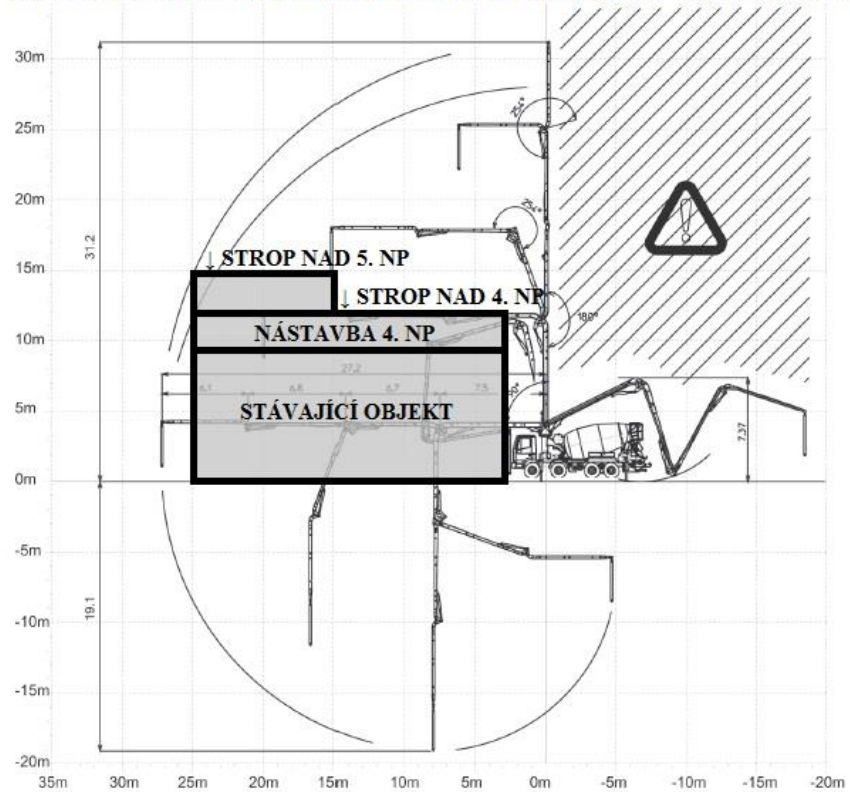 30m
25m
20m
15m
10m
5m
0m
-5m
-10m
-15m
-20m
35m
30m
25m
20m
15m
10m
5m
0m
-5m
-10m
-15m
-20m
31.2
19.1
↓ STROP NAD 5. NP
↓ STROP NAD 4. NP
NÁSTAVBA 4. NP
27.2
6,1
6,8
6,7
7.5
STÁVAJÍCÍ OBJEKT
180°
7,37